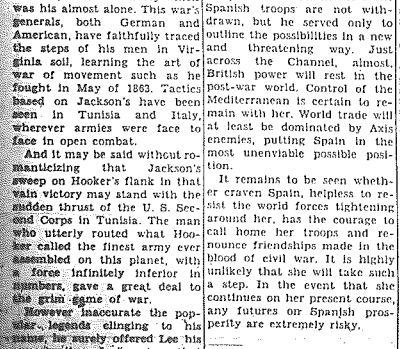 was his almost alone. This war's
generals, both German and
American, have faithfully traced
the steps of his men in Vir-
ginia soil, learning the art of
war of movement such as he
fought in May of 1863. Tactics
based on Jackson's have been
seen in Tunisia and Italy,
wherever armies were face to
face in open combat.
And it may be said without ro-
manticizing that Jackson's
sweep on Hooker's flank in that
vain victory may stand with the
sudden thrust of the U. S. Sec-
ond Corps in Tunisia. The man
who utterly routed what Hoo-
ker called the finest army ever
assembled on this planet, with
a force infinitely inferior in
numbers, gave a great deal to
the grim game of war.
However inaccurate the pop-
ular legends clinging to his
name, he surely offered Lee his
Spanish troops are not with-
drawn, but he served only to
outline the possibilities in a new
and threatening way. Just
across the Channel, almost,
British power will rest in the
post-war world. Control of the
Mediterranean is certain to re-
main with her. World trade will
at least be dominated by Axis
enemies, putting Spain in the
most unenviable possible posi-
tion.
It remains to be seen wheth-
er craven Spain, helpless to re-
sist the world forces tightening
around her, has the courage to
call home her troops and re-
nounce friendships made in the
blood of civil war. It is highly
unlikely that she will take such
a step. In the event that she
continues on her present course,
any futures on Spanish pros-
perity are extremely risky.